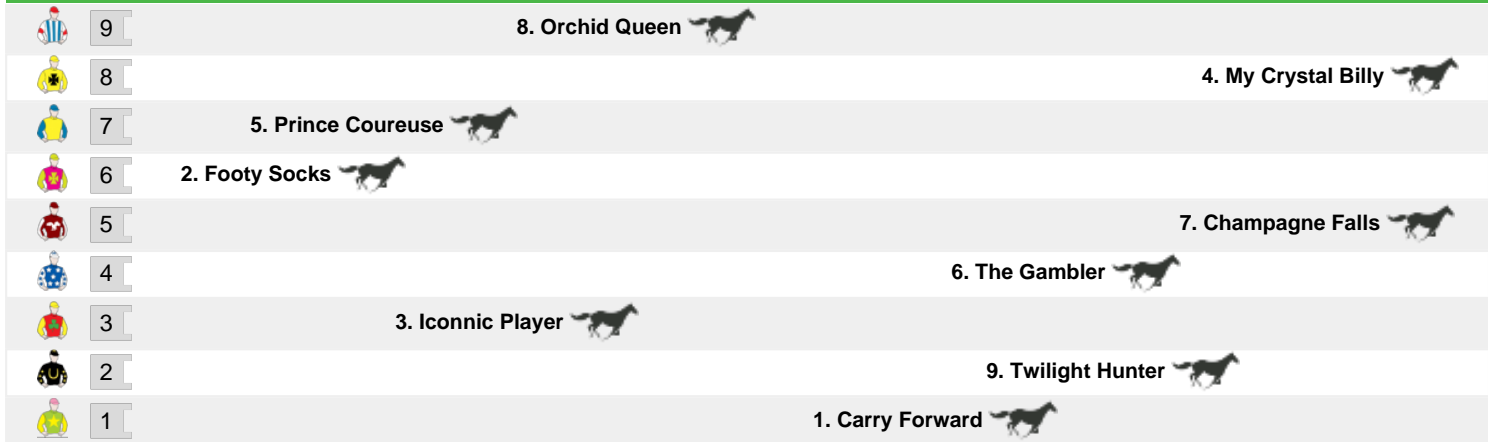 9 8. Orchid Queen
8 4. My Crystal Billy
7 5. Prince Coureuse
6 2. Footy Socks
5 7. Champagne Falls
4 6. The Gambler
3 3. Iconnic Player
2 9. Twilight Hunter
1 1. Carry Forward